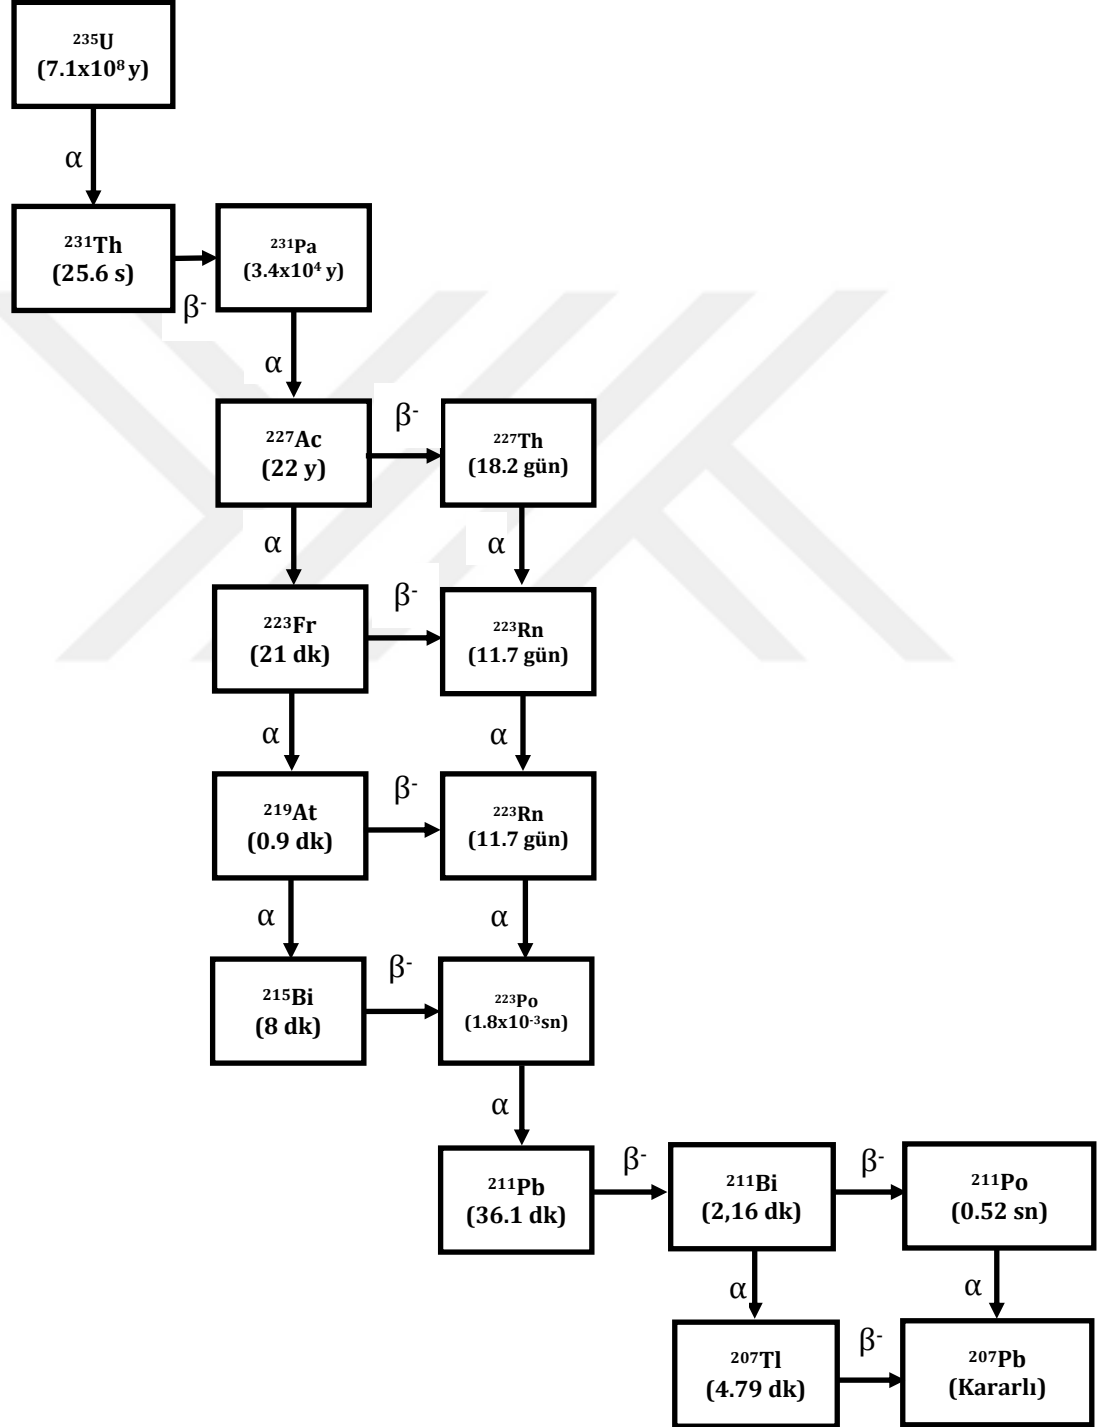 ²³⁵U
(7.1x10⁸ y)
α
²³¹Th
(25.6 s)
β⁻
²³¹Pa
(3.4x10⁴ y)
α
²²⁷Ac
(22 y)
β⁻
²²⁷Th
(18.2 gün)
α
α
²²³Fr
(21 dk)
β⁻
²²³Rn
(11.7 gün)
α
α
²¹⁹At
(0.9 dk)
β⁻
²²³Rn
(11.7 gün)
α
α
²¹⁵Bi
(8 dk)
β⁻
²²³Po
(1.8x10⁻³sn)
α
²¹¹Pb
(36.1 dk)
β⁻
²¹¹Bi
(2,16 dk)
β⁻
²¹¹Po
(0.52 sn)
α
α
²⁰⁷Tl
(4.79 dk)
β⁻
²⁰⁷Pb
(Kararlı)